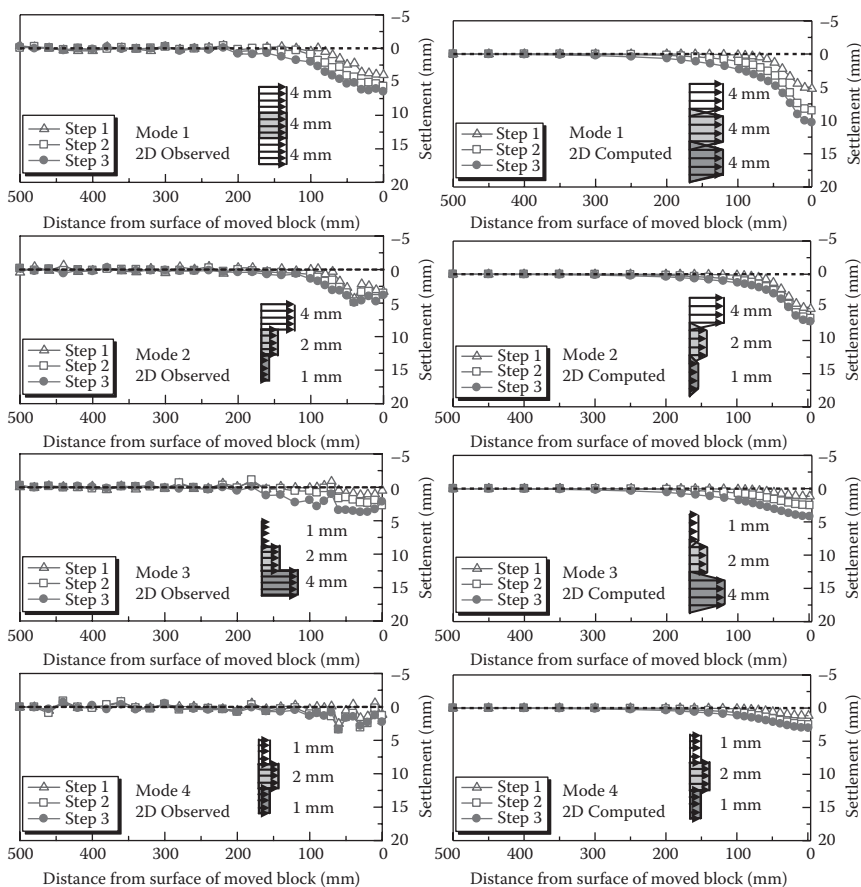 −5
0
5
10
15
20
Settlement (mm)
4 mm
4 mm
4 mm
Step 1
Step 2
Step 3
Mode 1
2D Observed
500 400 300 200 100 0
Distance from surface of moved block (mm)
−5
0
5
10
15
20
Settlement (mm)
4 mm
4 mm
4 mm
Step 1
Step 2
Step 3
Mode 1
2D Computed
500 400 300 200 100 0
Distance from surface of moved block (mm)
−5
0
5
10
15
20
Settlement (mm)
4 mm
2 mm
1 mm
Step 1
Step 2
Step 3
Mode 2
2D Observed
500 400 300 200 100 0
Distance from surface of moved block (mm)
−5
0
5
10
15
20
Settlement (mm)
4 mm
2 mm
1 mm
Step 1
Step 2
Step 3
Mode 2
2D Computed
500 400 300 200 100 0
Distance from surface of moved block (mm)
−5
0
5
10
15
20
Settlement (mm)
1 mm
2 mm
4 mm
Step 1
Step 2
Step 3
Mode 3
2D Observed
500 400 300 200 100 0
Distance from surface of moved block (mm)
−5
0
5
10
15
20
Settlement (mm)
1 mm
2 mm
4 mm
Step 1
Step 2
Step 3
Mode 3
2D Computed
500 400 300 200 100 0
Distance from surface of moved block (mm)
−5
0
5
10
15
20
Settlement (mm)
1 mm
2 mm
1 mm
Step 1
Step 2
Step 3
Mode 4
2D Observed
500 400 300 200 100 0
Distance from surface of moved block (mm)
−5
0
5
10
15
20
Settlement (mm)
1 mm
2 mm
1 mm
Step 1
Step 2
Step 3
Mode 4
2D Computed
500 400 300 200 100 0
Distance from surface of moved block (mm)